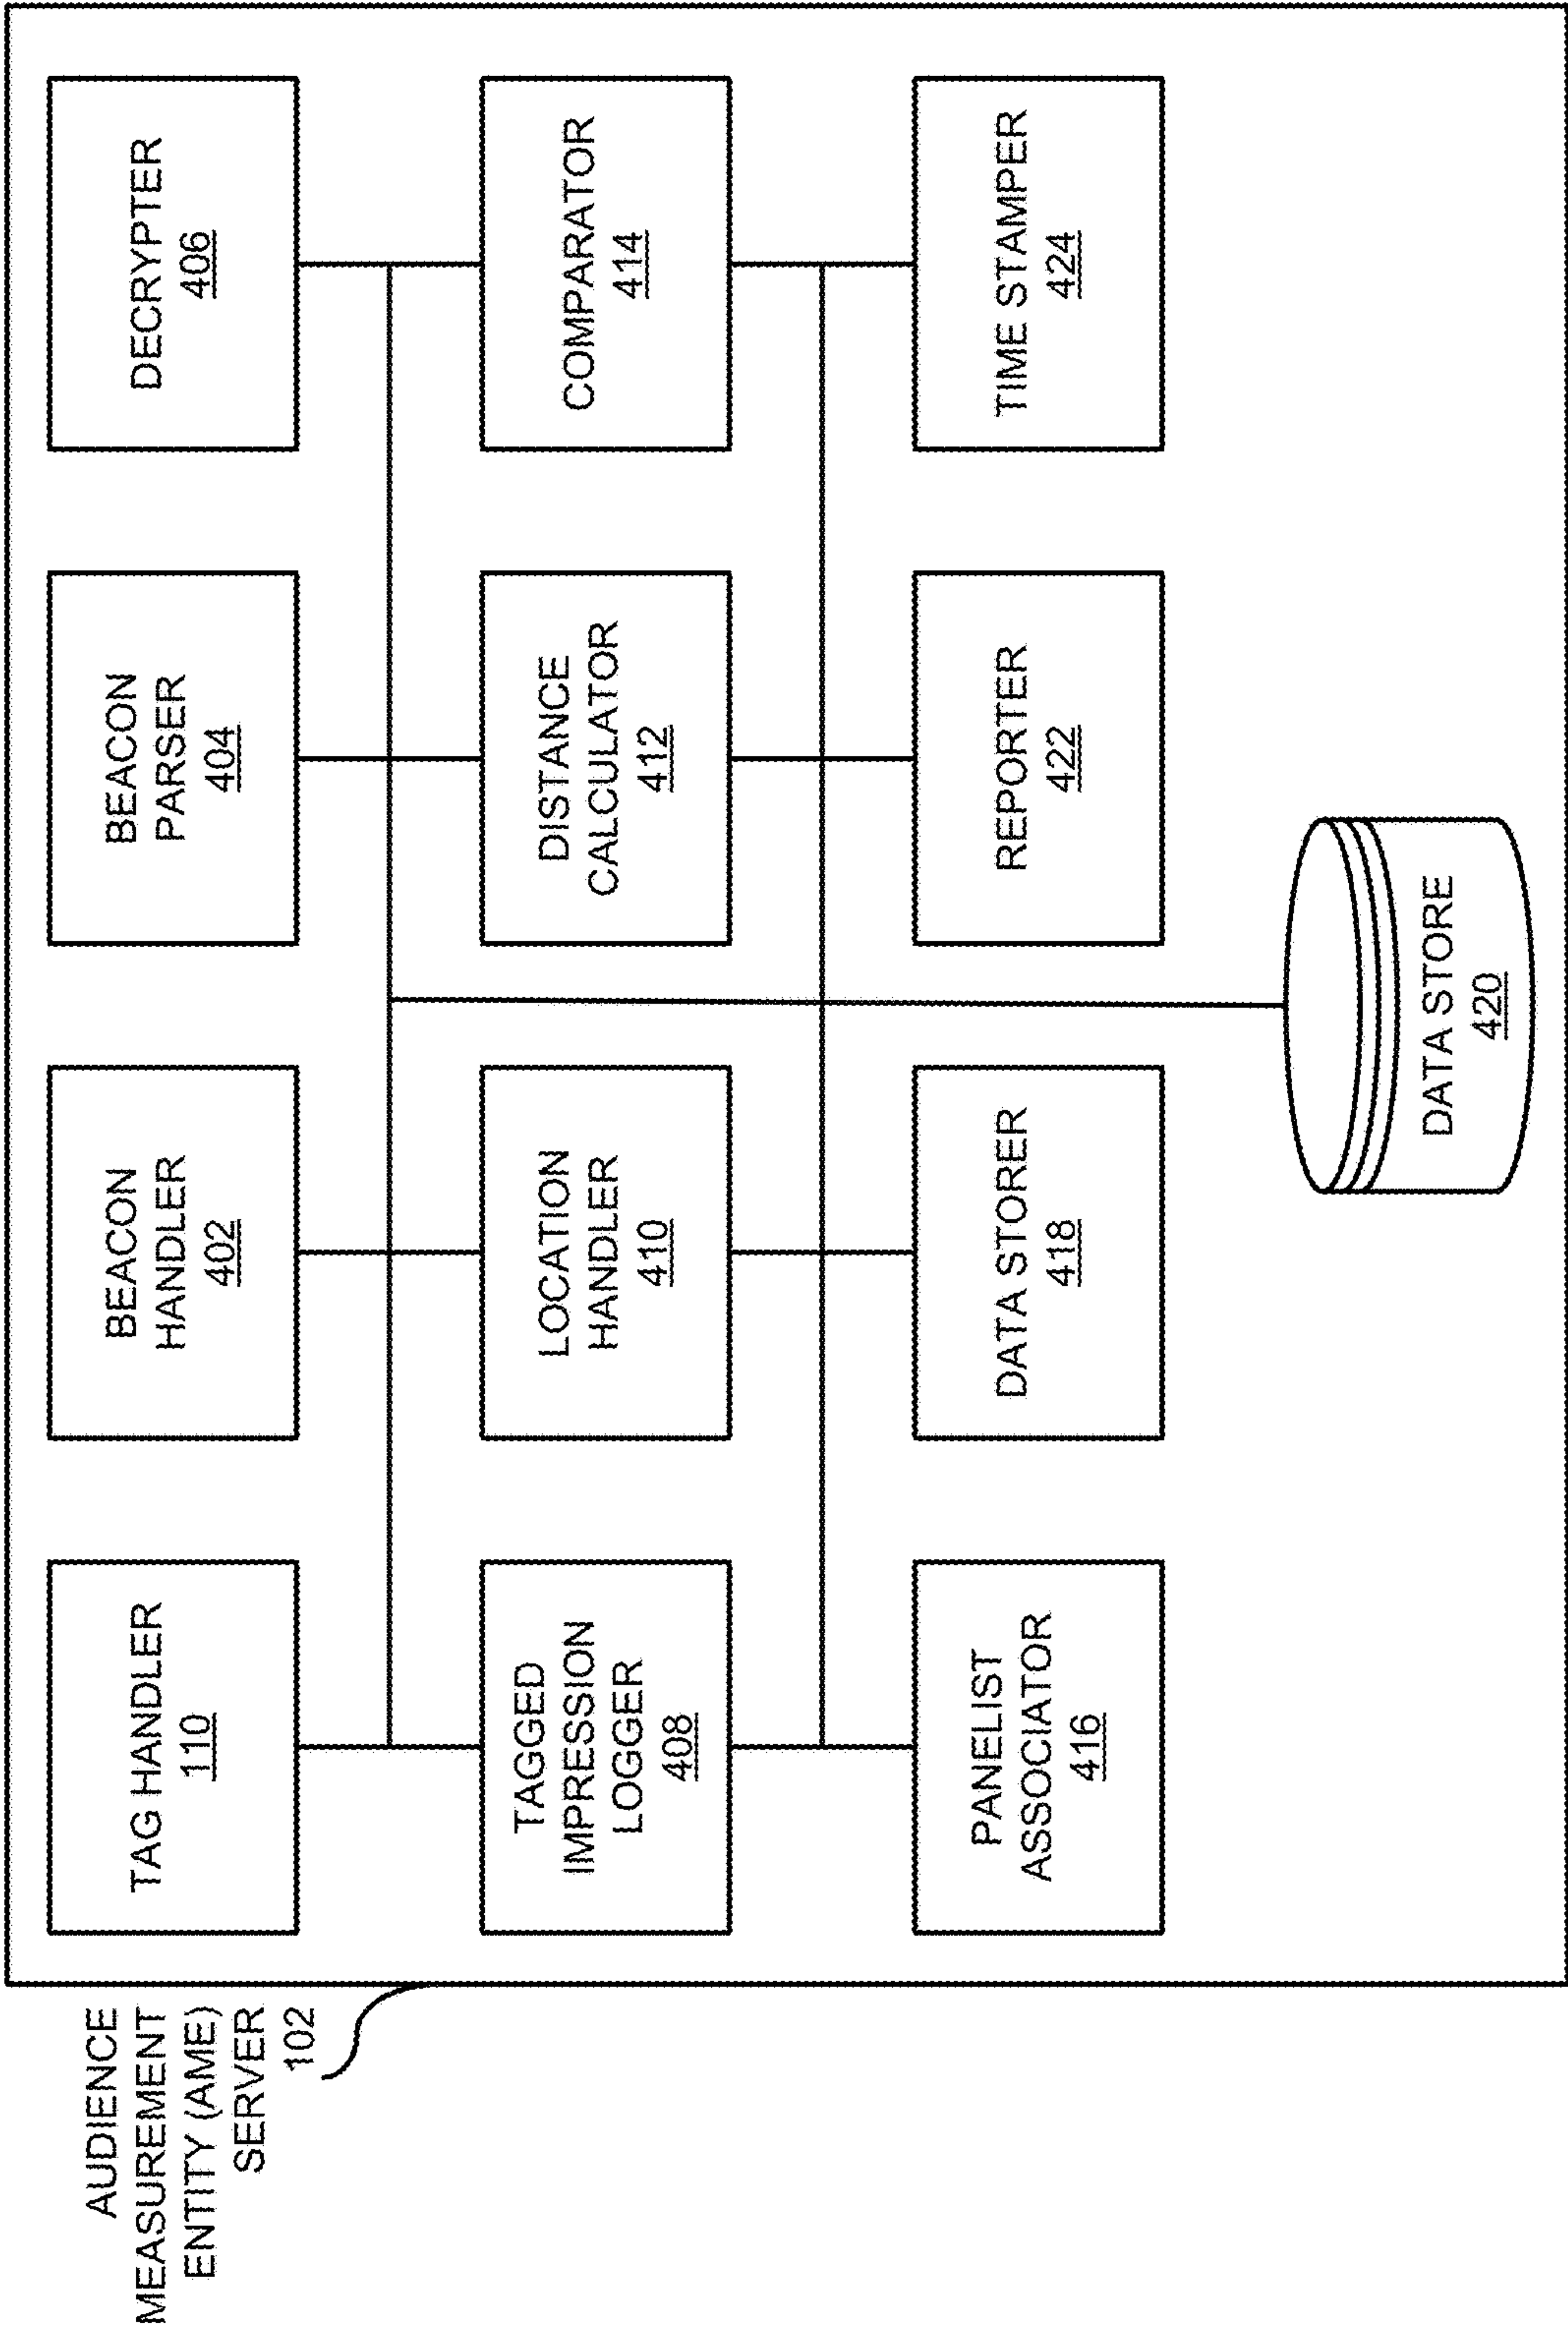 AUDIENCE
MEASUREMENT
ENTITY (AME)
SERVER
102
TAG HANDLER
110
BEACON
HANDLER
402
BEACON
PARSER
404
DECRYPTER
406
TAGGED
IMPRESSION
LOGGER
408
LOCATION
HANDLER
410
DISTANCE
CALCULATOR
412
COMPARATOR
414
PANELIST
ASSOCIATOR
416
DATA STORER
418
REPORTER
422
TIME STAMPER
424
DATA STORE
420